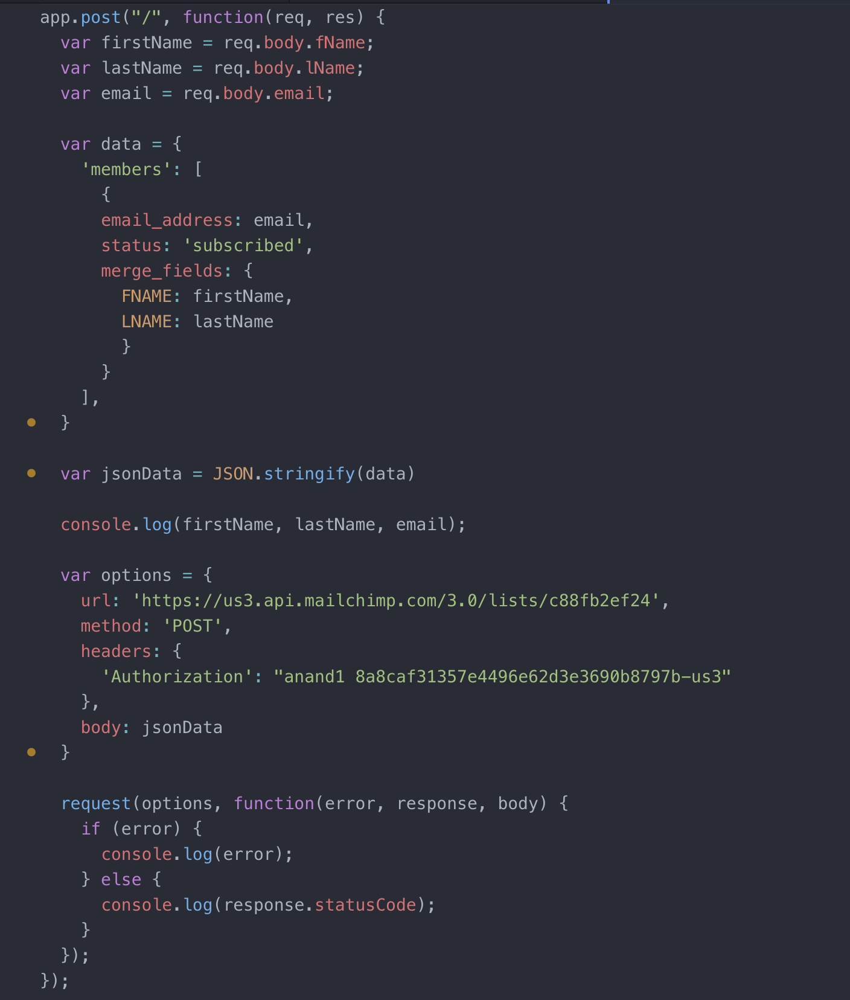 app.post("/", function(req, res) {
  var firstName = req.body.fName;
  var lastName = req.body.lName;
  var email = req.body.email;

  var data = {
    'members': [
      {
      email_address: email,
      status: 'subscribed',
      merge_fields: {
        FNAME: firstName,
        LNAME: lastName
        }
      }
    ],
  }

  var jsonData = JSON.stringify(data)

  console.log(firstName, lastName, email);

  var options = {
    url: 'https://us3.api.mailchimp.com/3.0/lists/c88fb2ef24',
    method: 'POST',
    headers: {
      'Authorization': "anand1 8a8caf31357e4496e62d3e3690b8797b-us3"
    },
    body: jsonData
  }

  request(options, function(error, response, body) {
    if (error) {
      console.log(error);
    } else {
      console.log(response.statusCode);
    }
  });
});